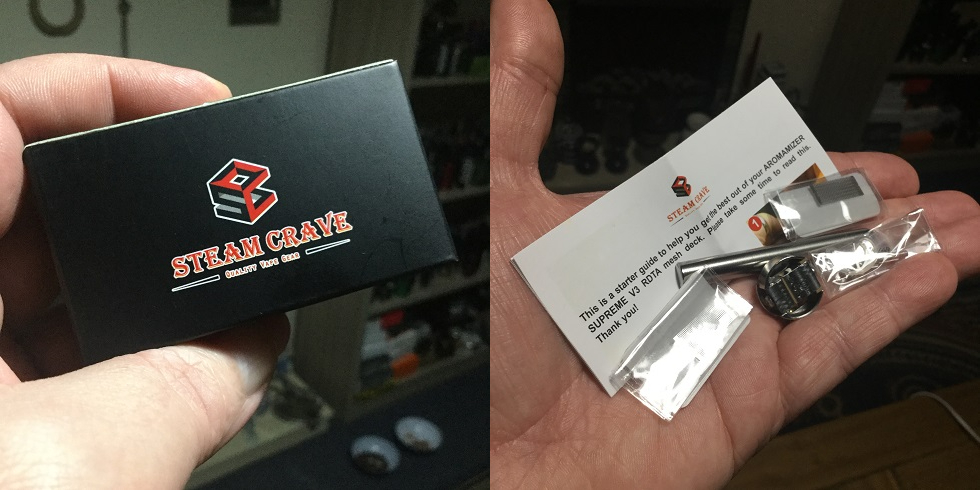 STEAM CRAVE
QUALITY VAPE GEAR
STEAM CRAVE
This is a starter guide to help you get the best out of your AROMAMIZER
SUPREME V3 RDTA mesh deck. Please take some time to read this.
Thank you!
1